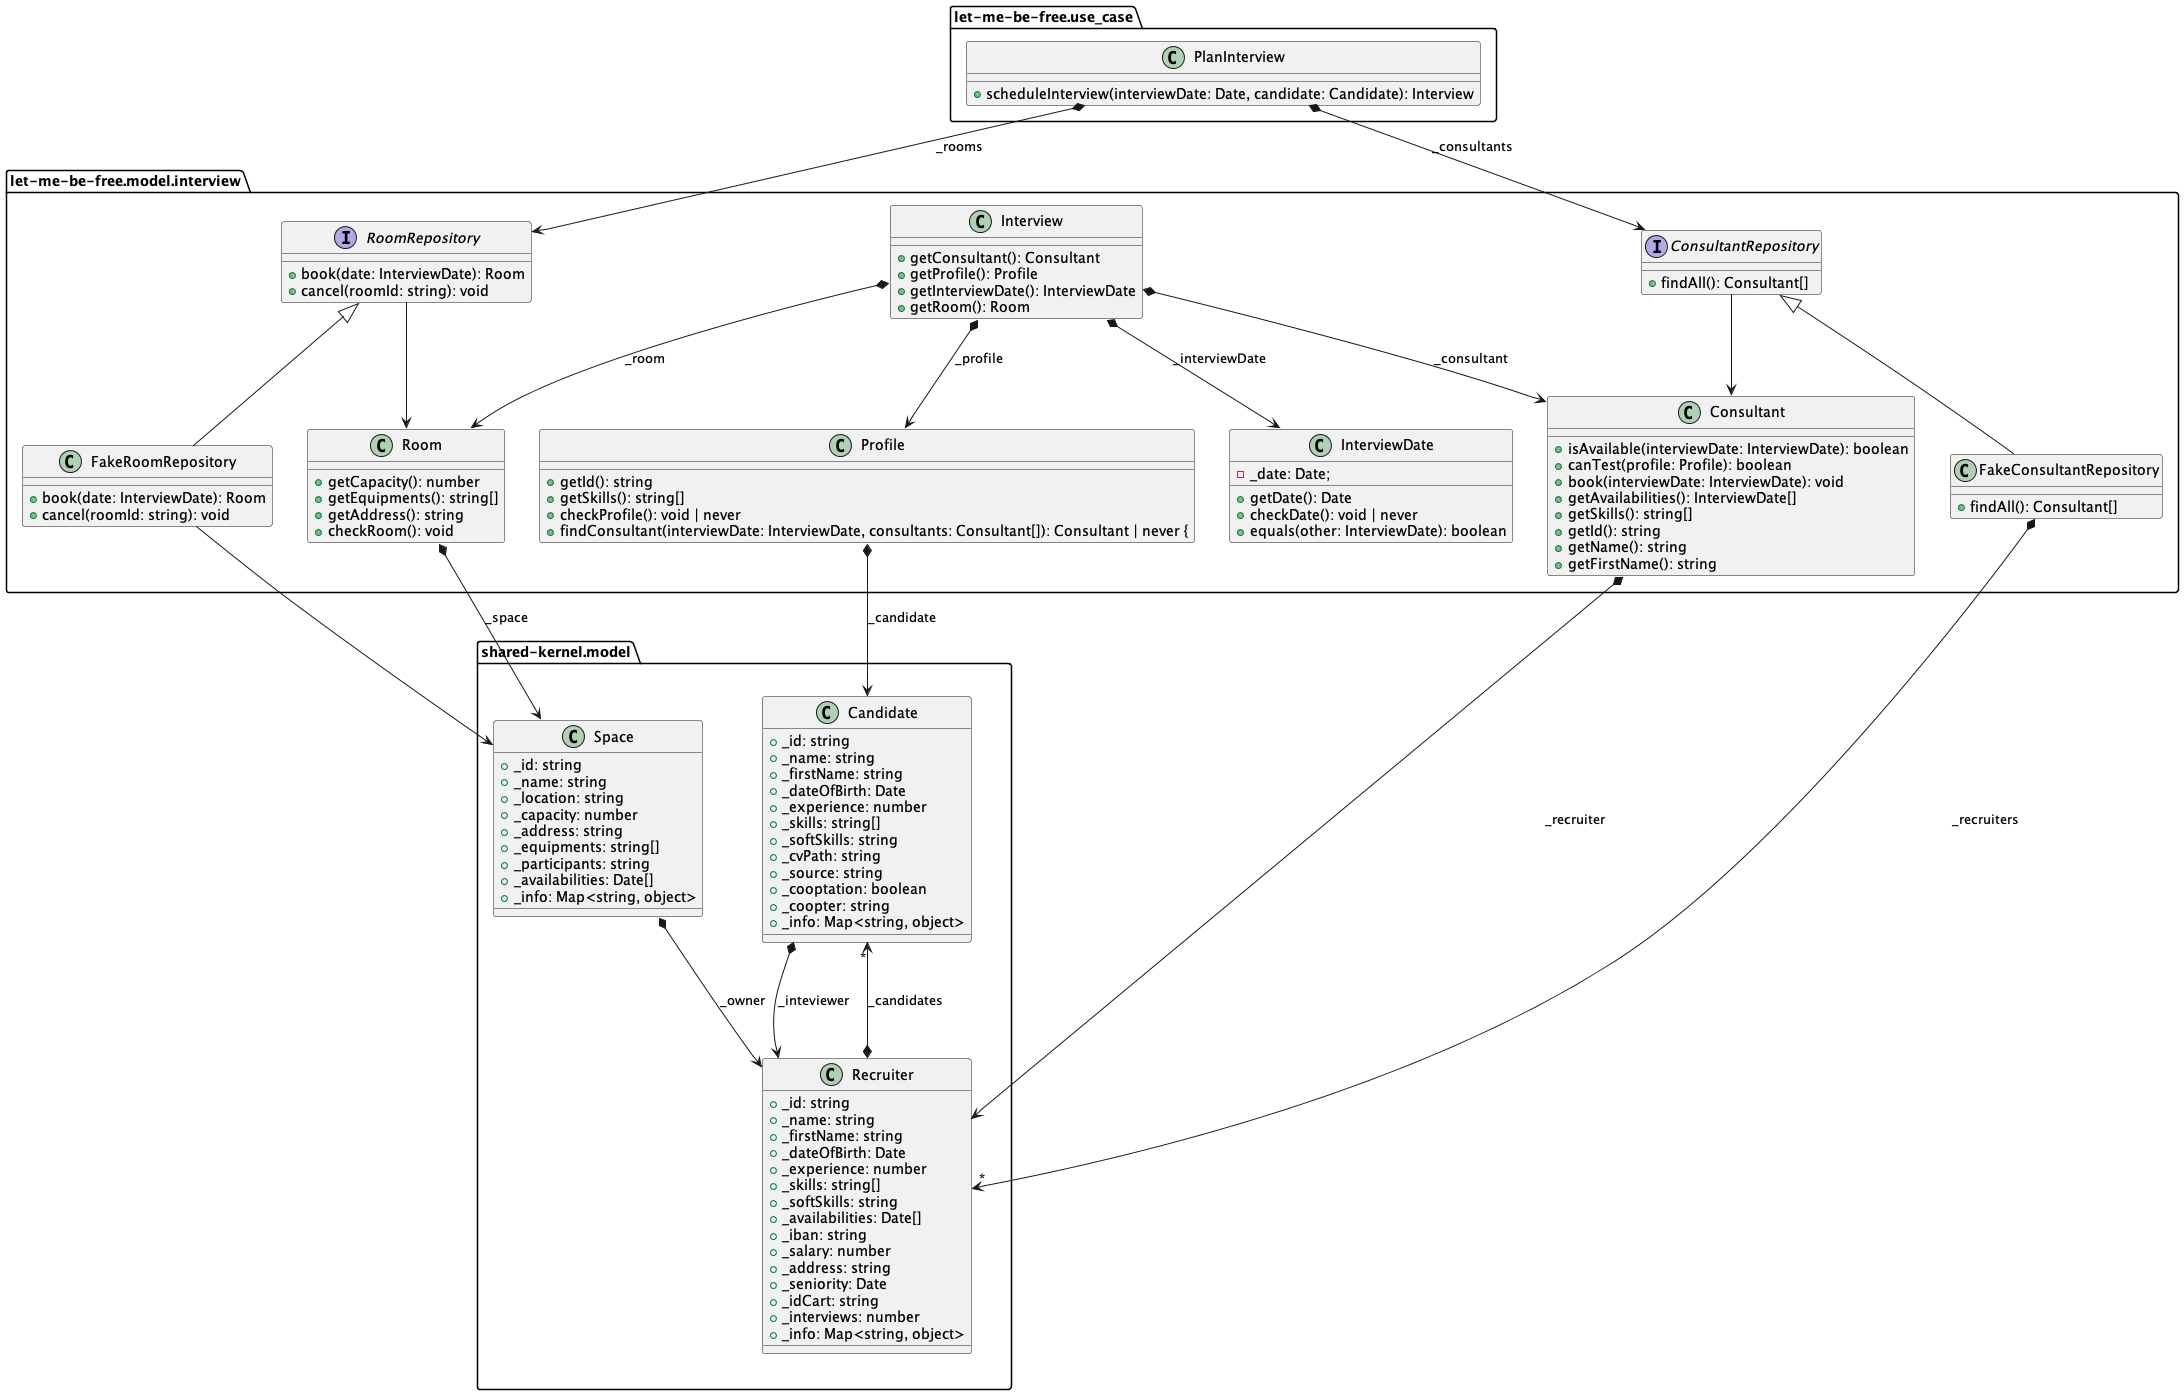 let-me-be-free.use_case
C PlanInterview
scheduleInterview(interviewDate: Date, candidate: Candidate): Interview
_rooms
_consultants
let-me-be-free.model.interview
I RoomRepository
book(date: InterviewDate): Room
cancel(roomId: string): void
C Interview
getConsultant(): Consultant
getProfile(): Profile
getInterviewDate(): InterviewDate
getRoom(): Room
I ConsultantRepository
findAll(): Consultant[]
_room
_profile
_interviewDate
_consultant
C FakeRoomRepository
book(date: InterviewDate): Room
cancel(roomId: string): void
C Room
getCapacity(): number
getEquipments(): string[]
getAddress(): string
checkRoom(): void
C Profile
getId(): string
getSkills(): string[]
checkProfile(): void | never
findConsultant(interviewDate: InterviewDate, consultants: Consultant[]): Consultant | never {
C InterviewDate
_date: Date;
getDate(): Date
checkDate(): void | never
equals(other: InterviewDate): boolean
C Consultant
isAvailable(interviewDate: InterviewDate): boolean
canTest(profile: Profile): boolean
book(interviewDate: InterviewDate): void
getAvailabilities(): InterviewDate[]
getSkills(): string[]
getId(): string
getName(): string
getFirstName(): string
C FakeConsultantRepository
findAll(): Consultant[]
_space
_candidate
shared-kernel.model
C Space
_id: string
_name: string
_location: string
_capacity: number
_address: string
_equipments: string[]
_participants: string
_availabilities: Date[]
_info: Map<string, object>
C Candidate
_id: string
_name: string
_firstName: string
_dateOfBirth: Date
_experience: number
_skills: string[]
_softSkills: string
_cvPath: string
_source: string
_cooptation: boolean
_coopter: string
_info: Map<string, object>
_recruiter
_recruiters
*
_owner
_inteviewer
_candidates
C Recruiter
_id: string
_name: string
_firstName: string
_dateOfBirth: Date
_experience: number
_skills: string[]
_softSkills: string
_availabilities: Date[]
_iban: string
_salary: number
_address: string
_seniority: Date
_idCart: string
_interviews: number
_info: Map<string, object>
*